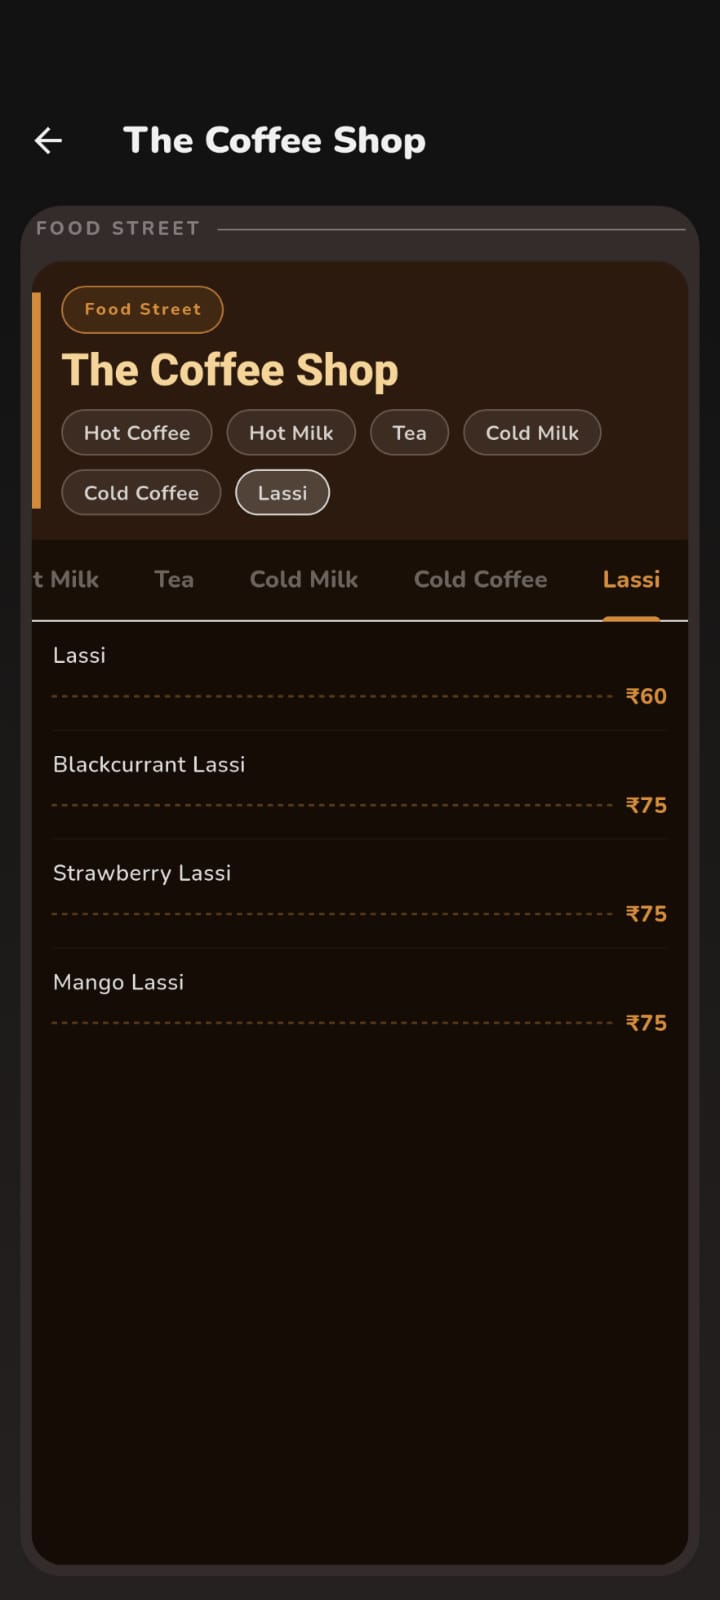 The Coffee Shop
FOOD STREET
Food Street
The Coffee Shop
Hot Coffee Hot Milk Tea Cold Milk
Cold Coffee Lassi
t Milk Tea Cold Milk Cold Coffee Lassi
Lassi
₹60
Blackcurrant Lassi
₹75
Strawberry Lassi
₹75
Mango Lassi
₹75